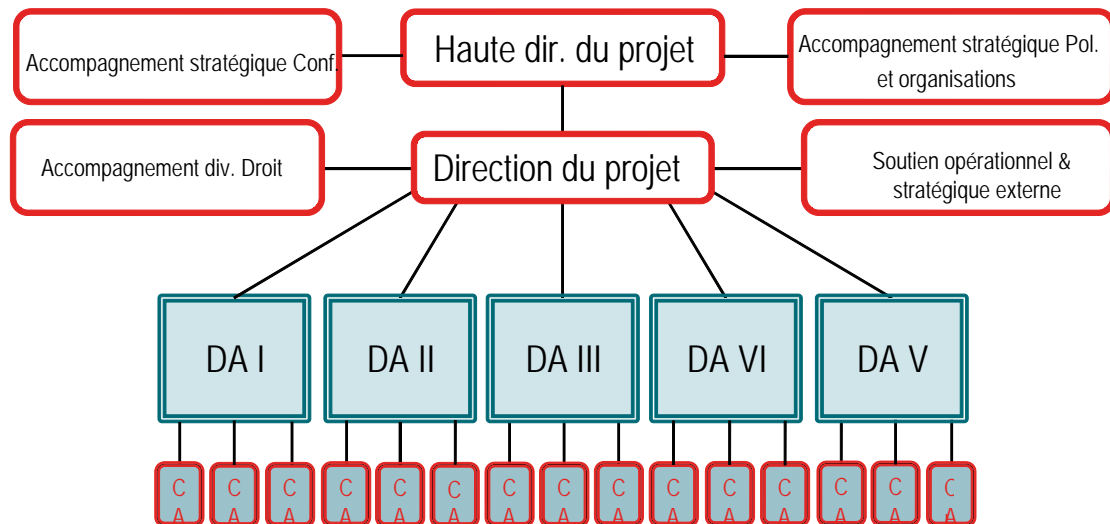 Accompagnement stratégique Conf.
Haute dir. du projet
Accompagnement stratégique Pol.
et organisations
Accompagnement div. Droit
Direction du projet
Soutien opérationnel &
stratégique externe
DA I
DA II
DA III
DA VI
DA V
C
A
C
A
C
A
C
A
C
A
C
A
C
A
C
A
C
A
C
A
C
A
C
A
C
A
C
A
C
A